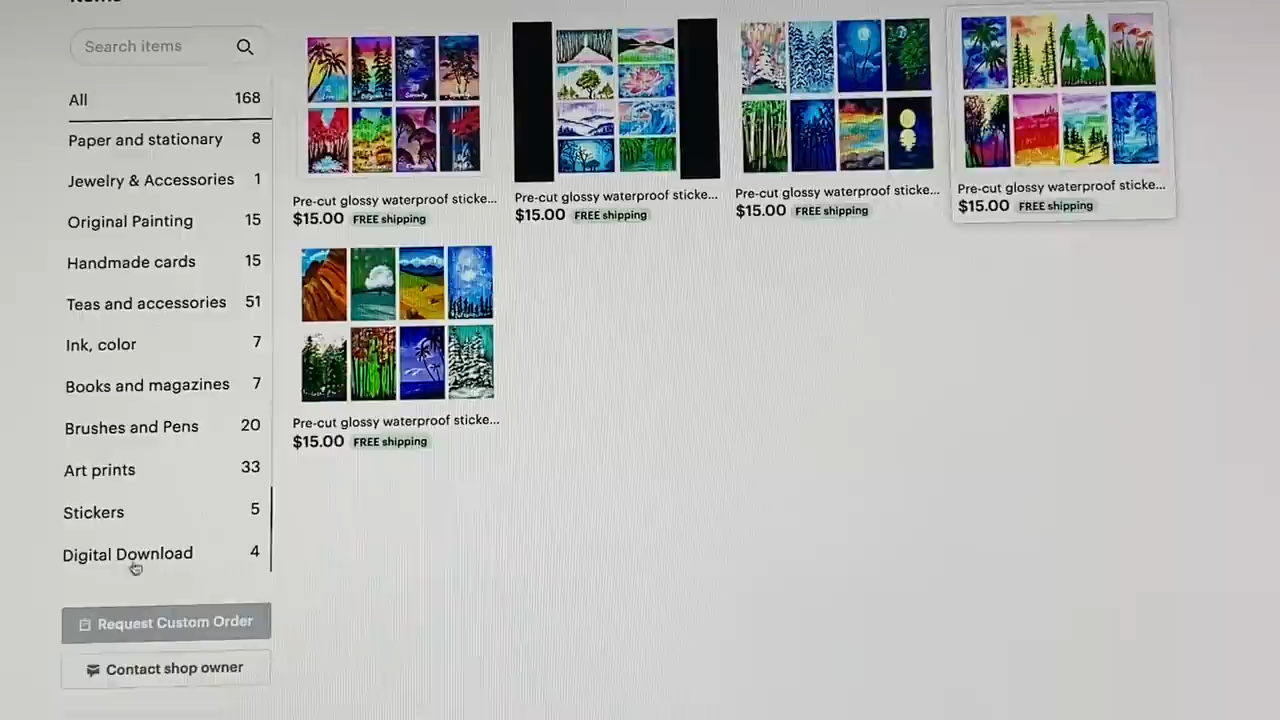 Search items
All 168
Paper and stationary 8
Jewelry & Accessories 1
Original Painting 15
Handmade cards 15
Teas and accessories 51
Ink, color 7
Books and magazines 7
Brushes and Pens 20
Art prints 33
Stickers 5
Digital Download 4
Request Custom Order
Contact shop owner
Pre-cut glossy waterproof sticke...
$15.00 FREE shipping
Pre-cut glossy waterproof sticke...
$15.00 FREE shipping
Pre-cut glossy waterproof sticke...
$15.00 FREE shipping
Pre-cut glossy waterproof sticke...
$15.00 FREE shipping
Pre-cut glossy waterproof sticke...
$15.00 FREE shipping